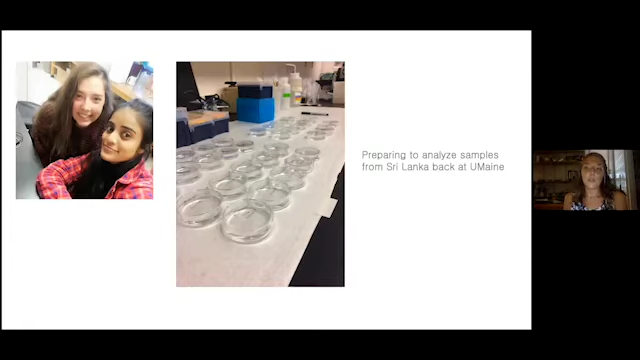 Preparing to analyze samples
from Sri Lanka back at UMaine